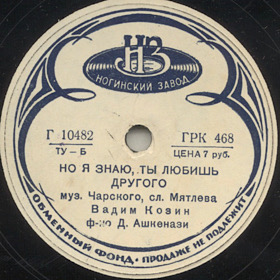 НЗ
НОГИНСКИЙ ЗАВОД
Г 10482
ГРК 468
ТУ-Б
ЦЕНА 7 руб.
НО Я ЗНАЮ, ТЫ ЛЮБИШЬ
ДРУГОГО
муз. Чарского, сл. Мятлева
Вадим Козин
ф-но Д. Ашкенази
ОБМЕННЫЙ ФОНД. ПРОДАЖЕ НЕ ПОДЛЕЖИТ